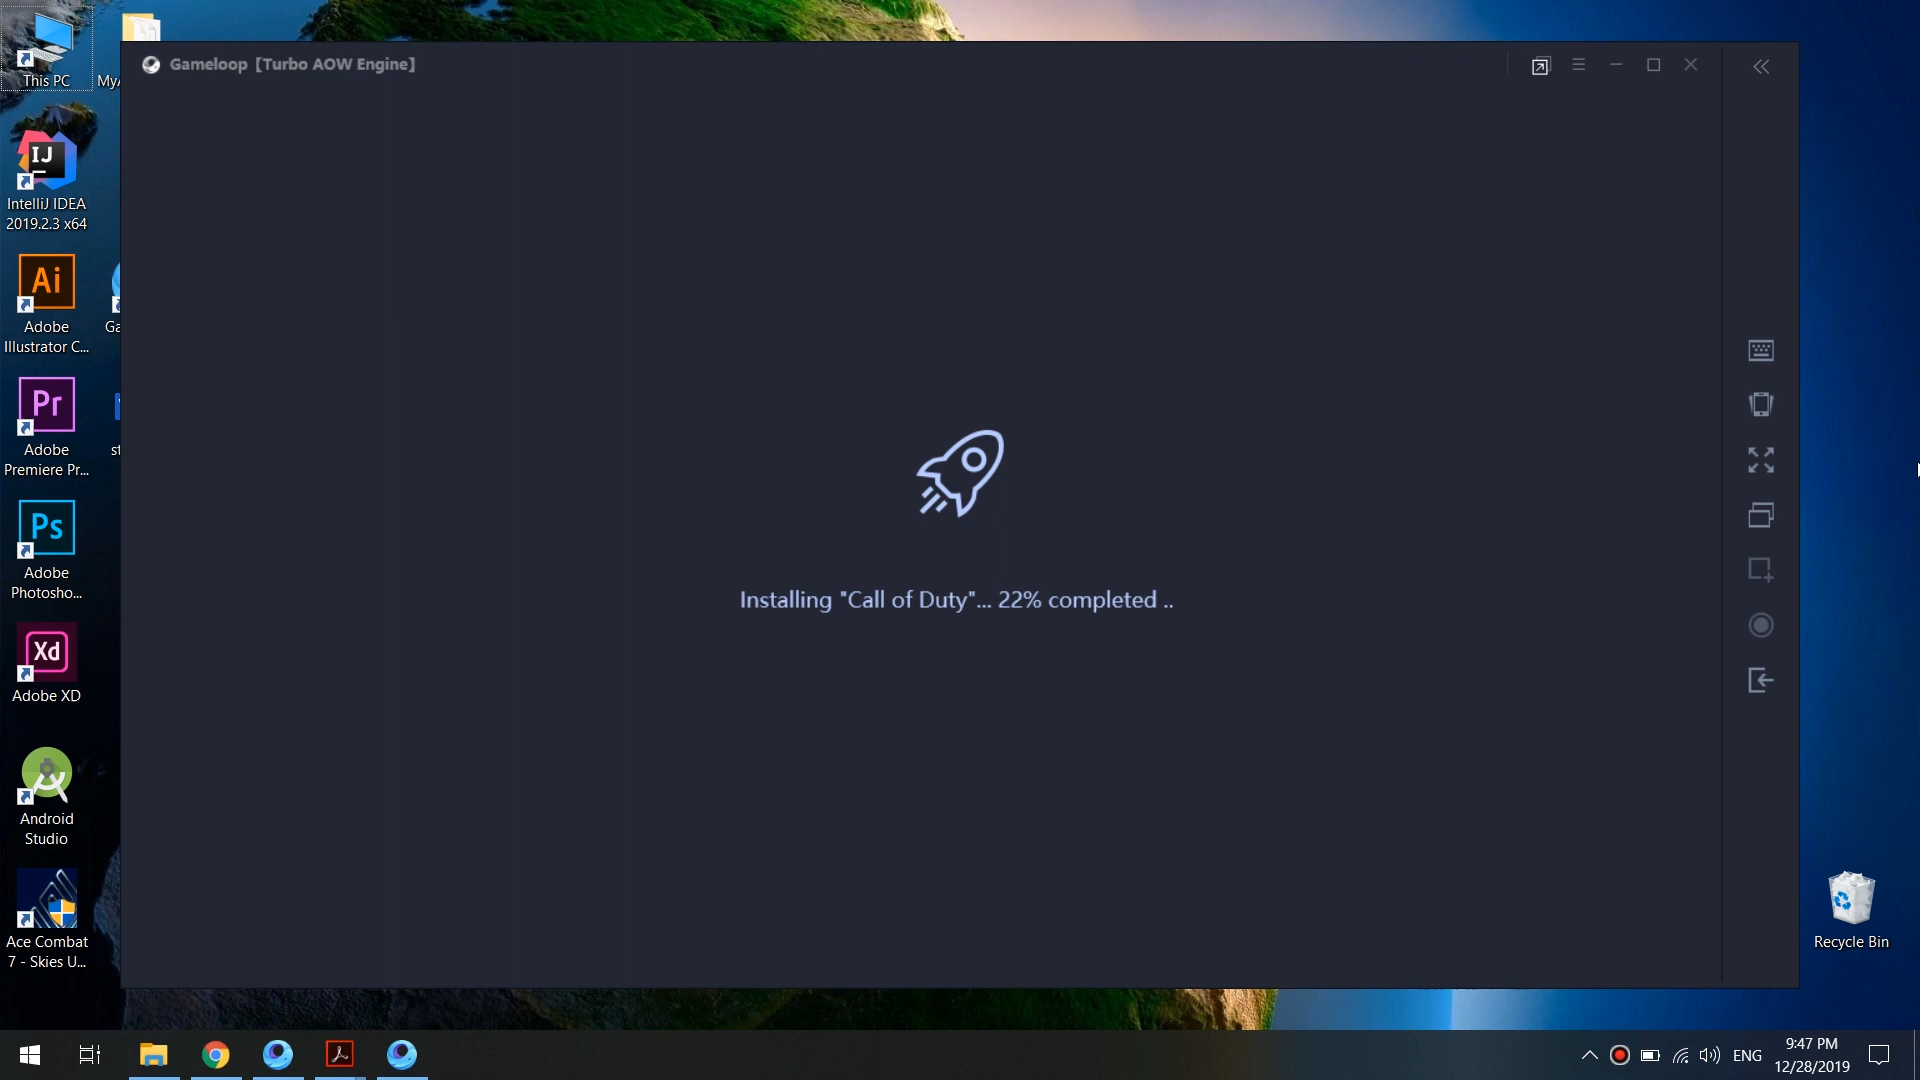 This PC
MyA
IJ
IntelliJ IDEA
2019.2.3 x64
Ai
Adobe
Illustrator C...
Ga
Pr
Adobe
Premiere Pr...
st
Ps
Adobe
Photosho...
Xd
Adobe XD
Android
Studio
Ace Combat
7 - Skies U...
Gameloop [Turbo AOW Engine]
Installing "Call of Duty"... 22% completed ..
Recycle Bin
ENG
9:47 PM
12/28/2019